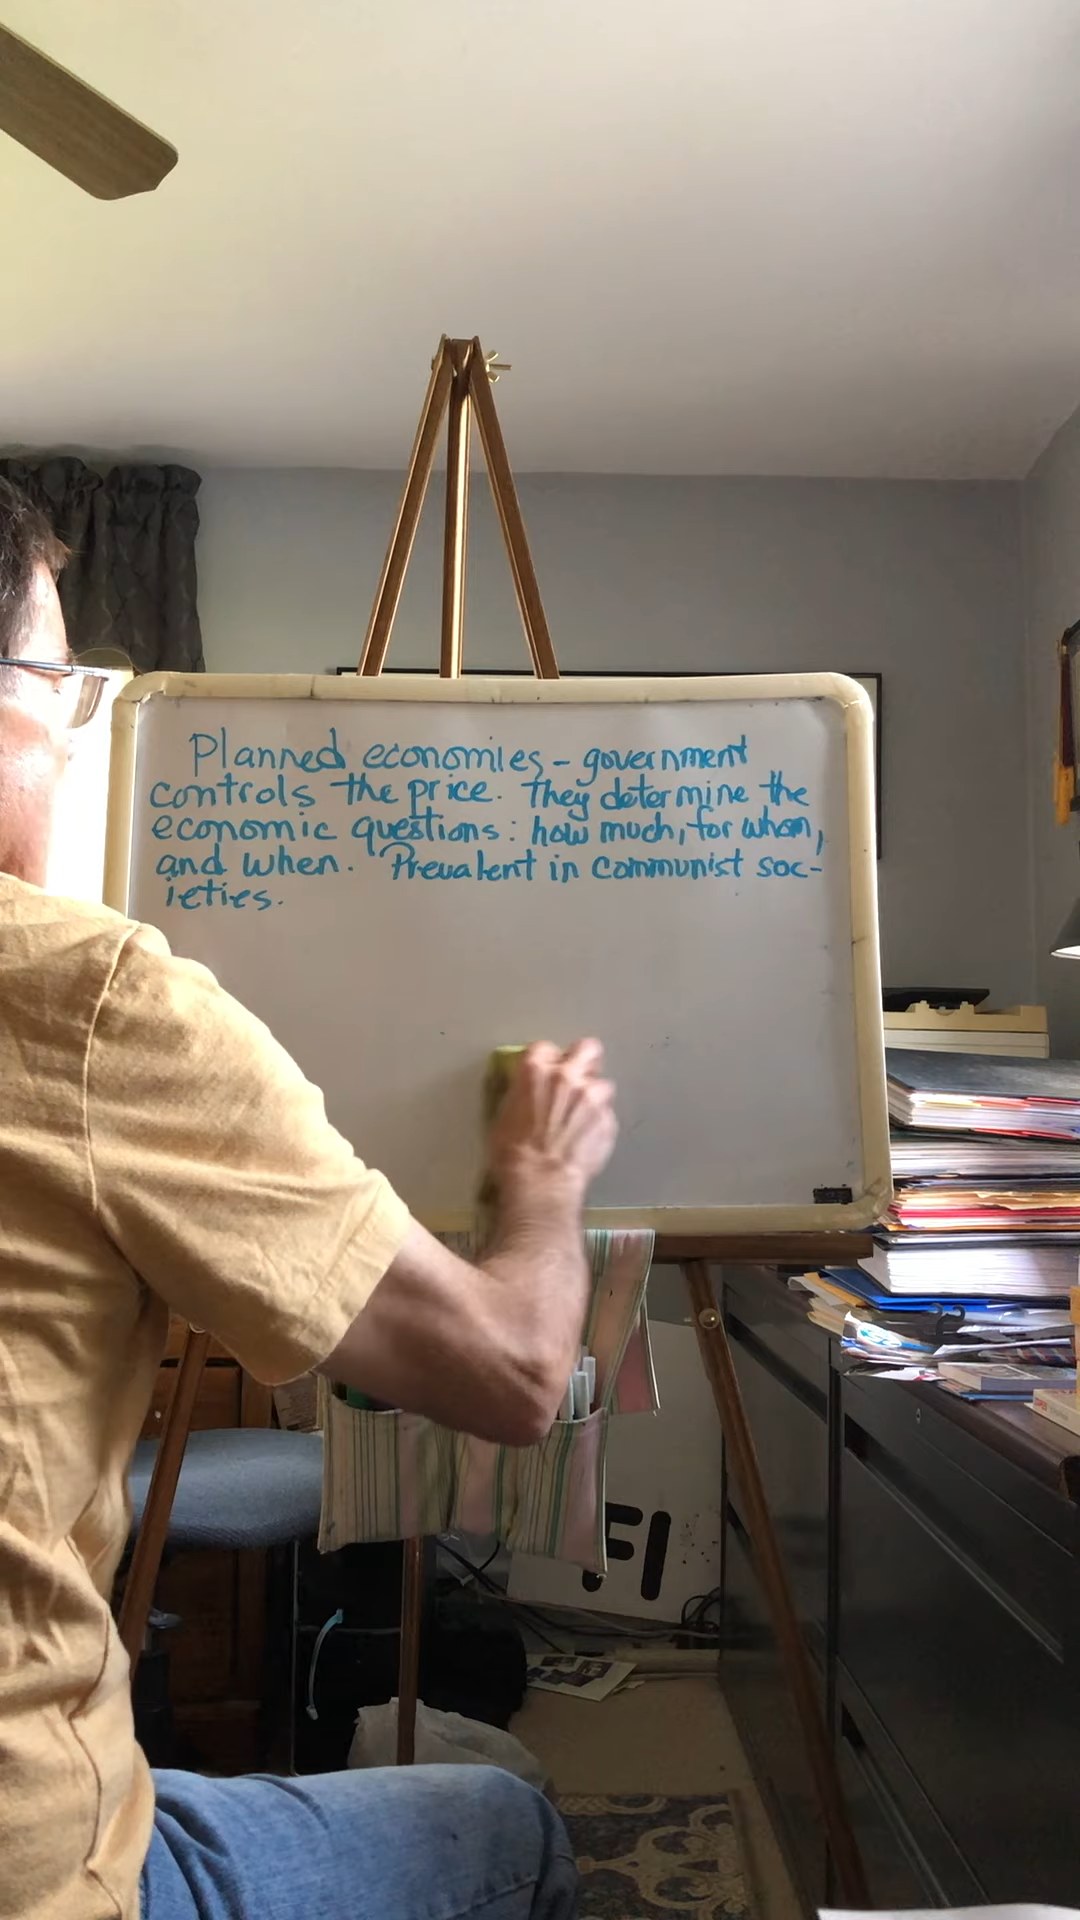 Planned economies - government
controls the price. They determine the
economic questions: how much, for whom,
and when. Prevalent in communist soc-
ieties.
FI